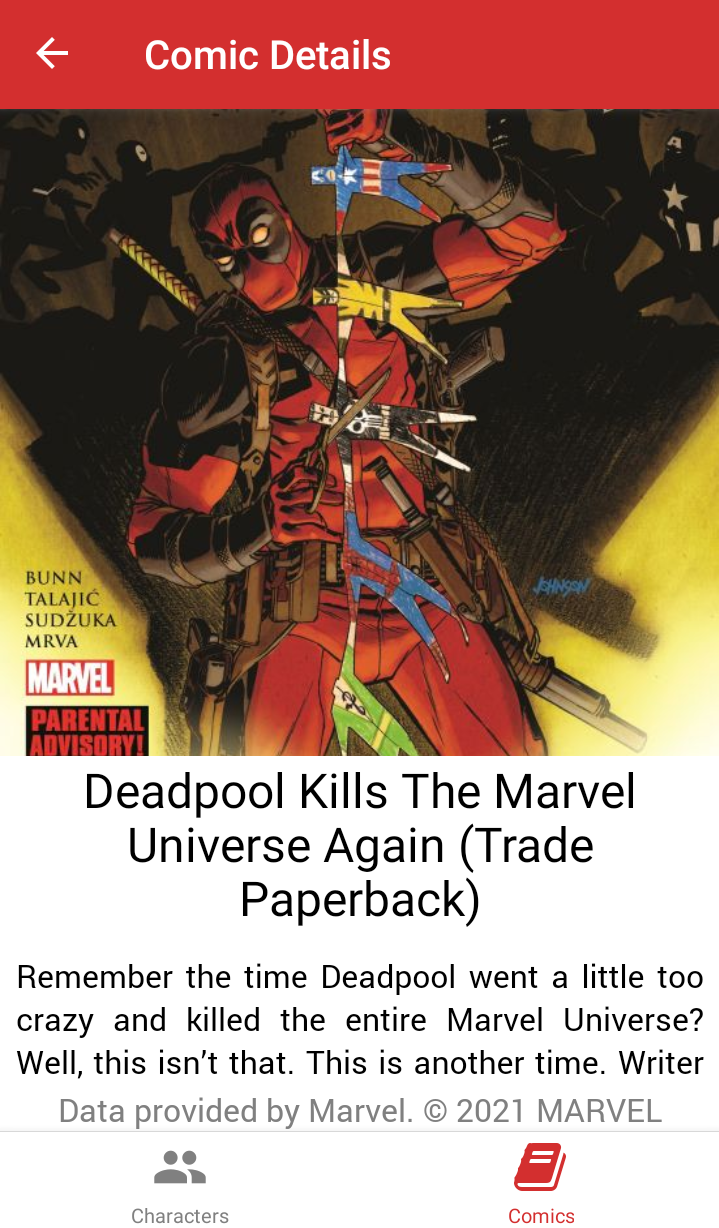 Comic Details
BUNN
TALAJIĆ
SUDŽUKA
MRVA
MARVEL
PARENTAL
ADVISORY!
JOHNSON
Deadpool Kills The Marvel
Universe Again (Trade
Paperback)
Remember the time Deadpool went a little too
crazy and killed the entire Marvel Universe?
Well, this isn’t that. This is another time. Writer
Data provided by Marvel. © 2021 MARVEL
Characters
Comics